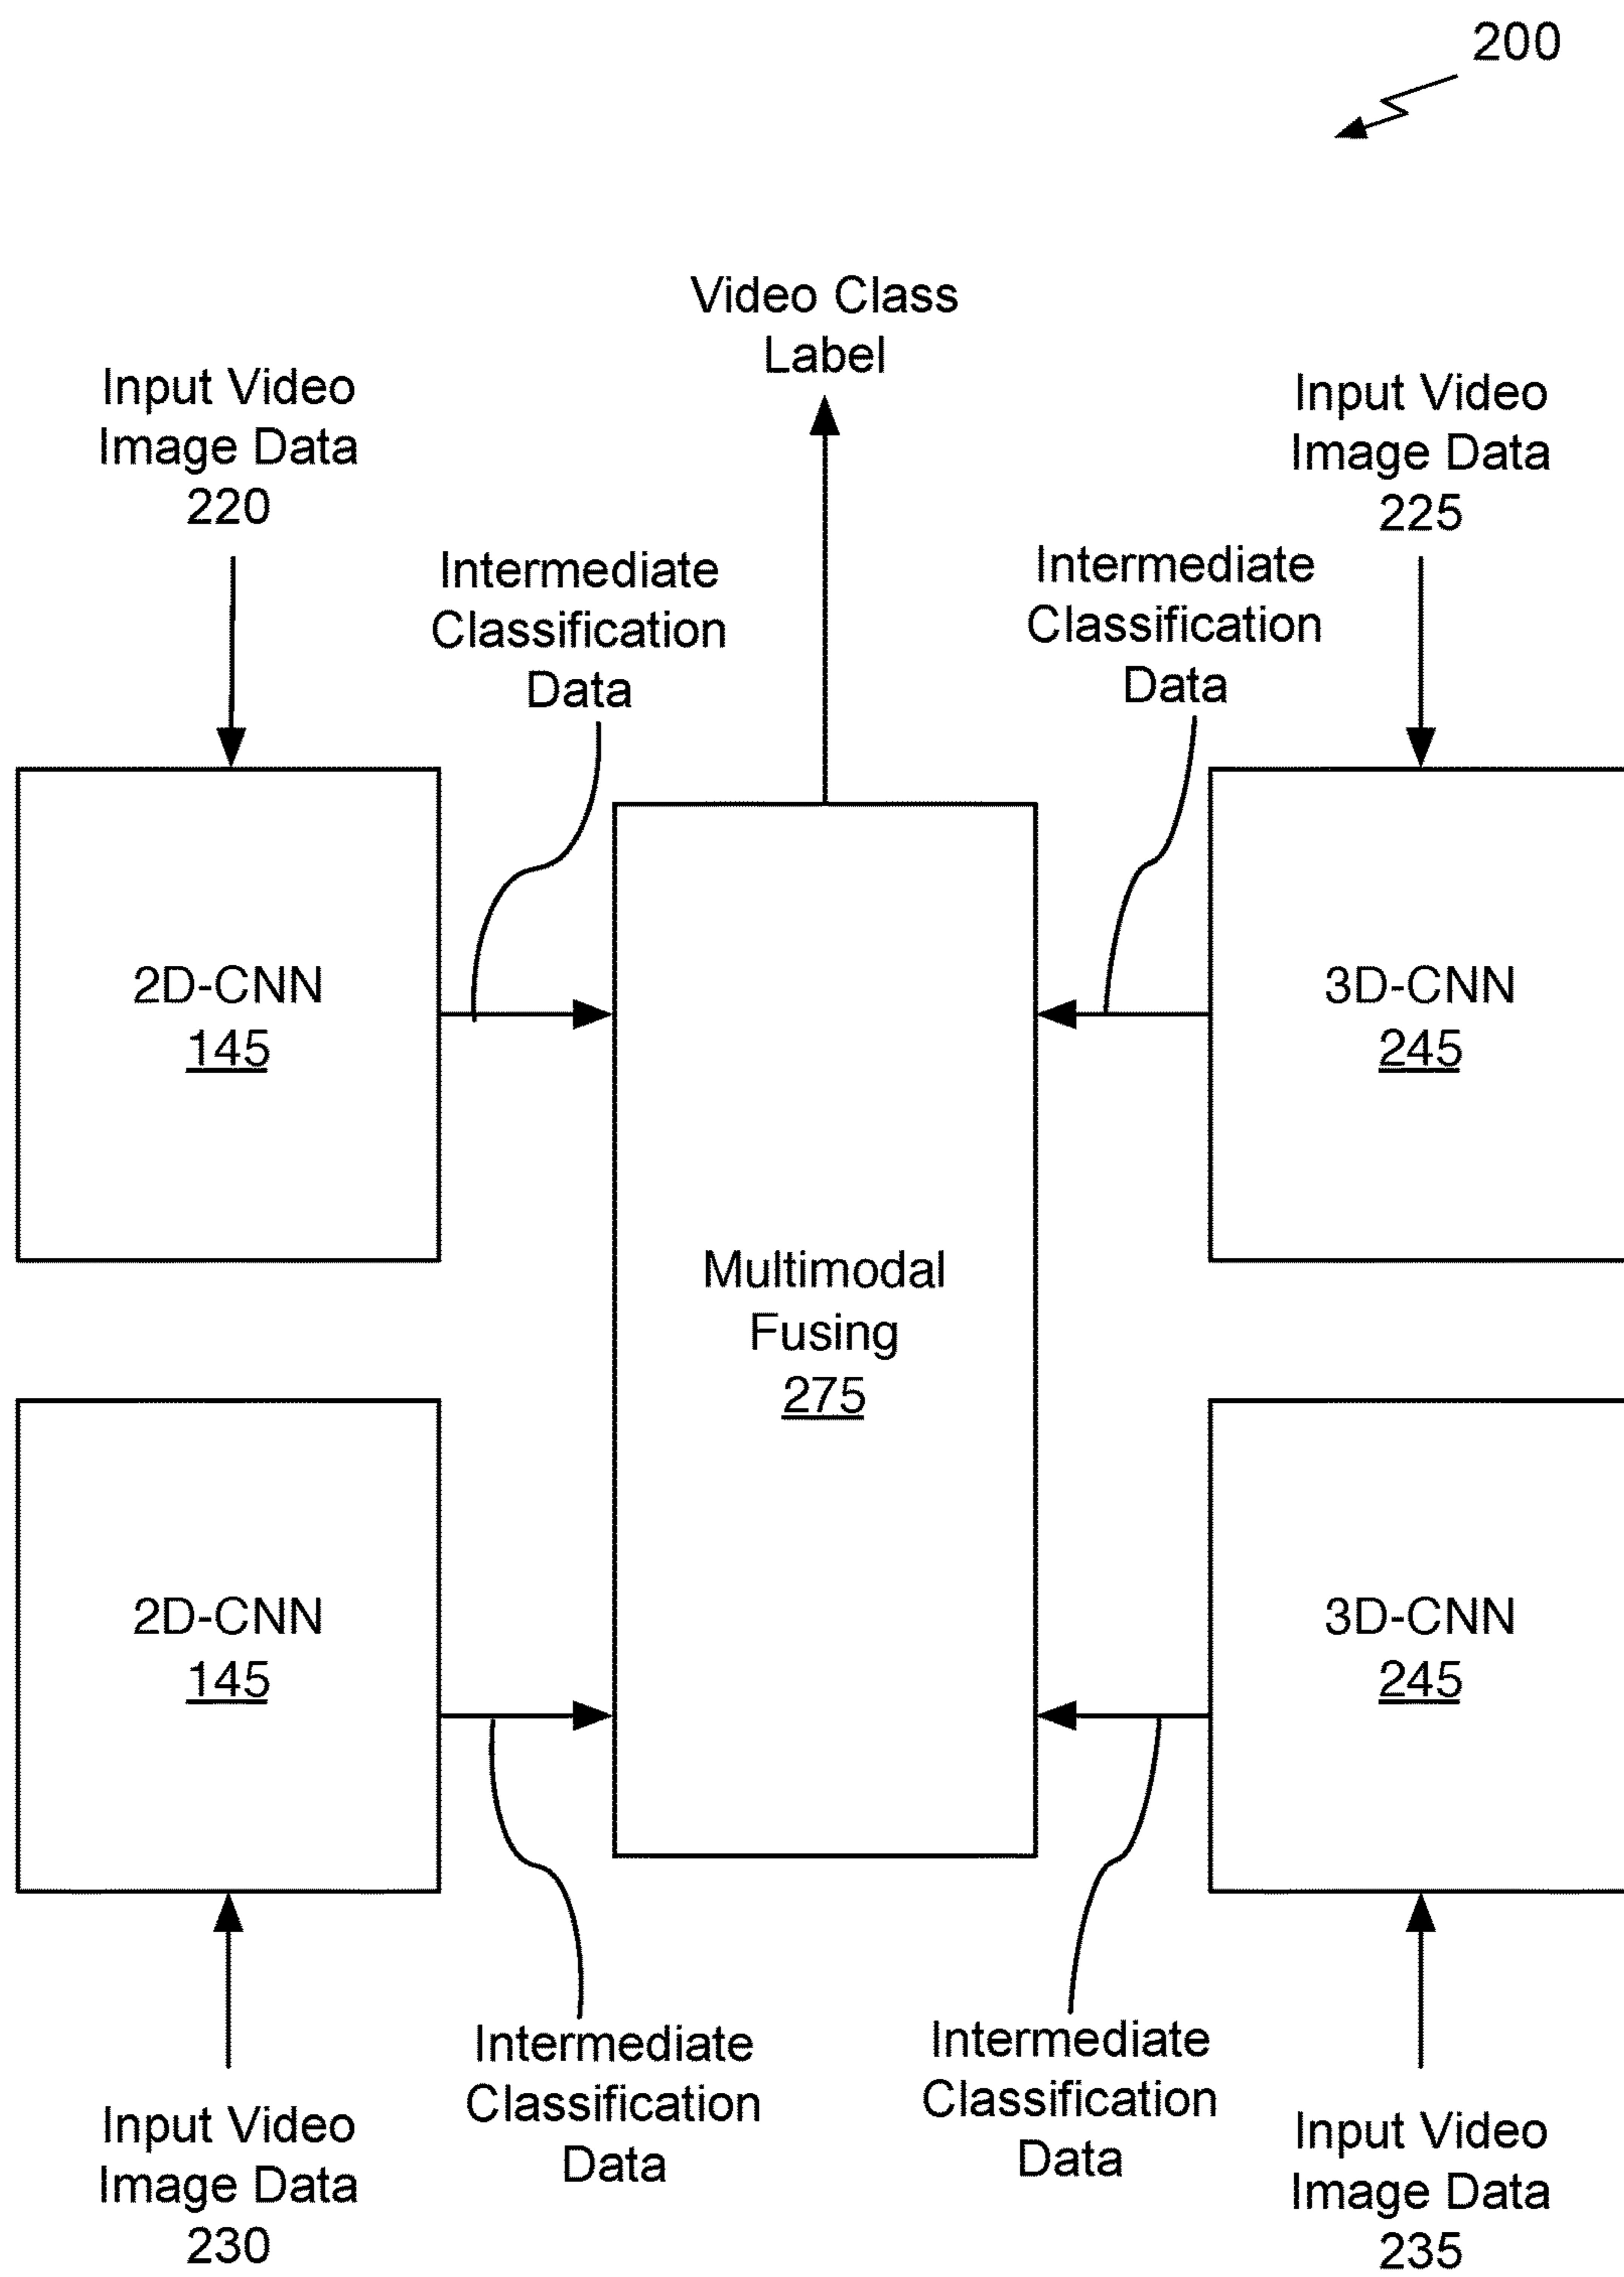 200
Video Class
Label
Input Video
Image Data
220
Input Video
Image Data
225
Intermediate
Classification
Data
Intermediate
Classification
Data
2D-CNN
145
3D-CNN
245
Multimodal
Fusing
275
2D-CNN
145
3D-CNN
245
Intermediate
Classification
Data
Intermediate
Classification
Data
Input Video
Image Data
230
Input Video
Image Data
235